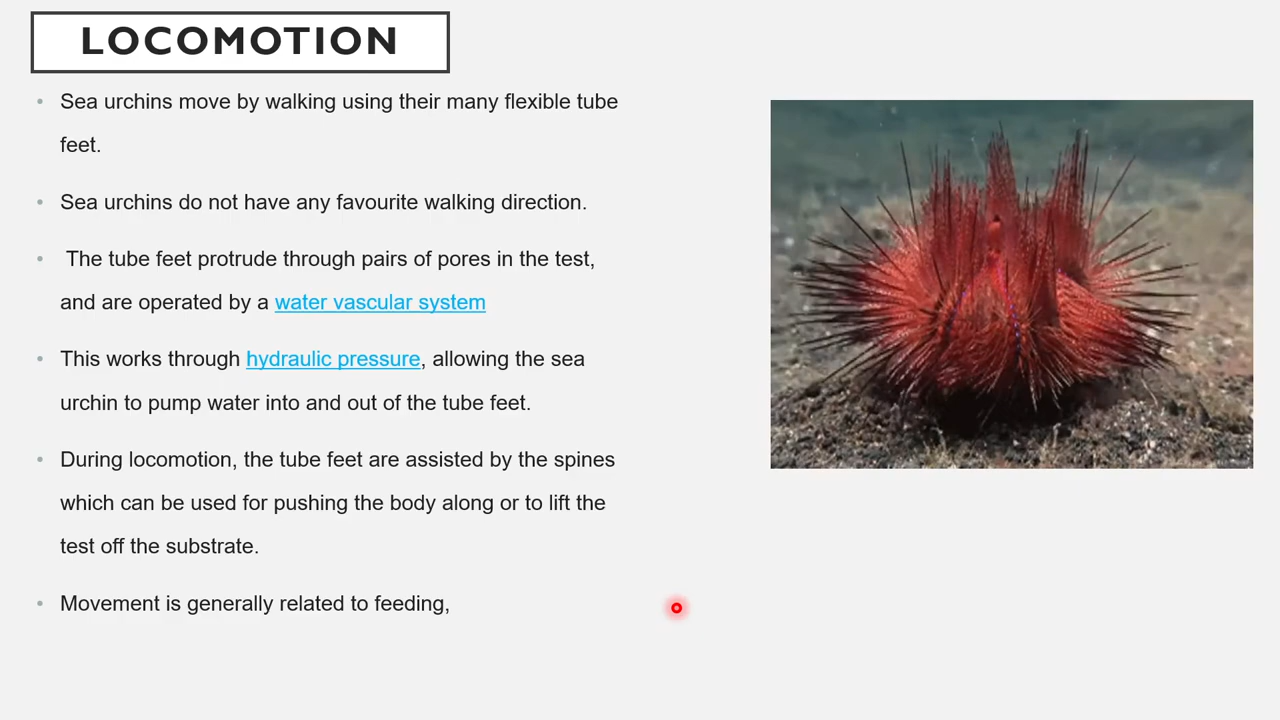 LOCOMOTION
• Sea urchins move by walking using their many flexible tube
feet.
• Sea urchins do not have any favourite walking direction.
• The tube feet protrude through pairs of pores in the test,
and are operated by a water vascular system
• This works through hydraulic pressure, allowing the sea
urchin to pump water into and out of the tube feet.
• During locomotion, the tube feet are assisted by the spines
which can be used for pushing the body along or to lift the
test off the substrate.
• Movement is generally related to feeding,